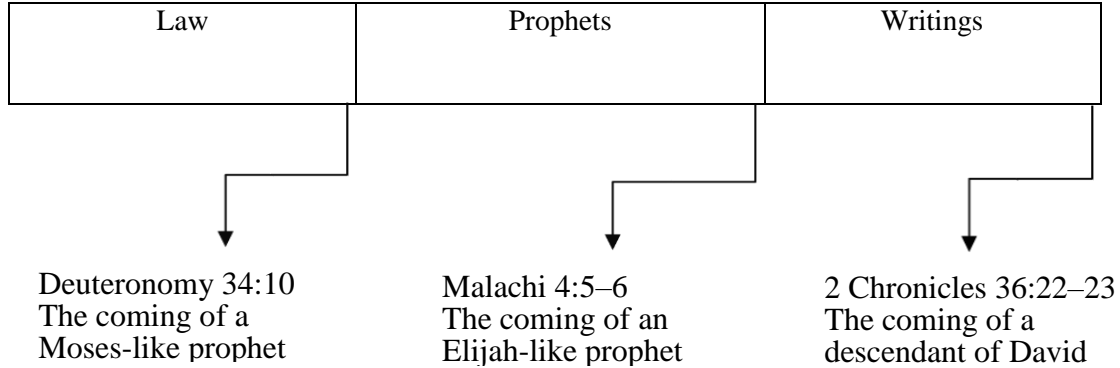 Law
Prophets
Writings
Deuteronomy 34:10
The coming of a
Moses-like prophet
Malachi 4:5–6
The coming of an
Elijah-like prophet
2 Chronicles 36:22–23
The coming of a
descendant of David